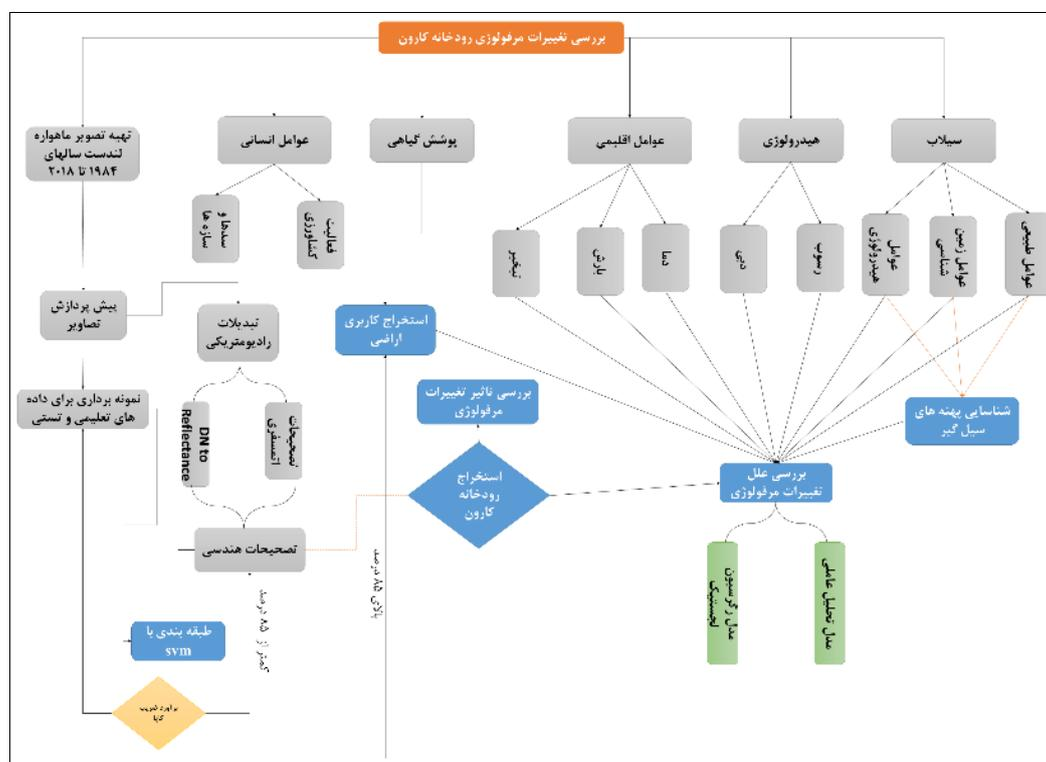 بررسی تغییرات مرفولوژی رودخانه کارون
سیلاب
هیدرولوژی
عوامل اقلیمی
پوشش گیاهی
عوامل انسانی
تهیه تصویر ماهواره
لندست سالهای
۱۹۸۴ تا ۲۰۱۸
عوامل طبیعی
عوامل زمین
شناسی
عوامل
هیدرولوژی
رسوب
دبی
دما
بارش
تبخیر
فعالیت
کشاورزی
سدها و
سازه ها
پیش پردازش
تصاویر
تبدیلات
رادیومتریکی
استخراج کاربری
اراضی
بررسی تاثیر تغییرات
مرفولوژی
شناسایی پهنه های
سیل گیر
نمونه برداری برای داده
های تعلیمی و تستی
DN to
Reflectance
تصحیحات
اتمسفری
استخراج
رودخانه
کارون
بررسی علل
تغییرات مرفولوژی
تصحیحات هندسی
بالای ۸۵ درصد
کمتر از ۸۵ درصد
مدل رگرسیون
لجستیک
مدل تحلیل عاملی
طبقه بندی با
svm
برآورد ضریب
کاپا